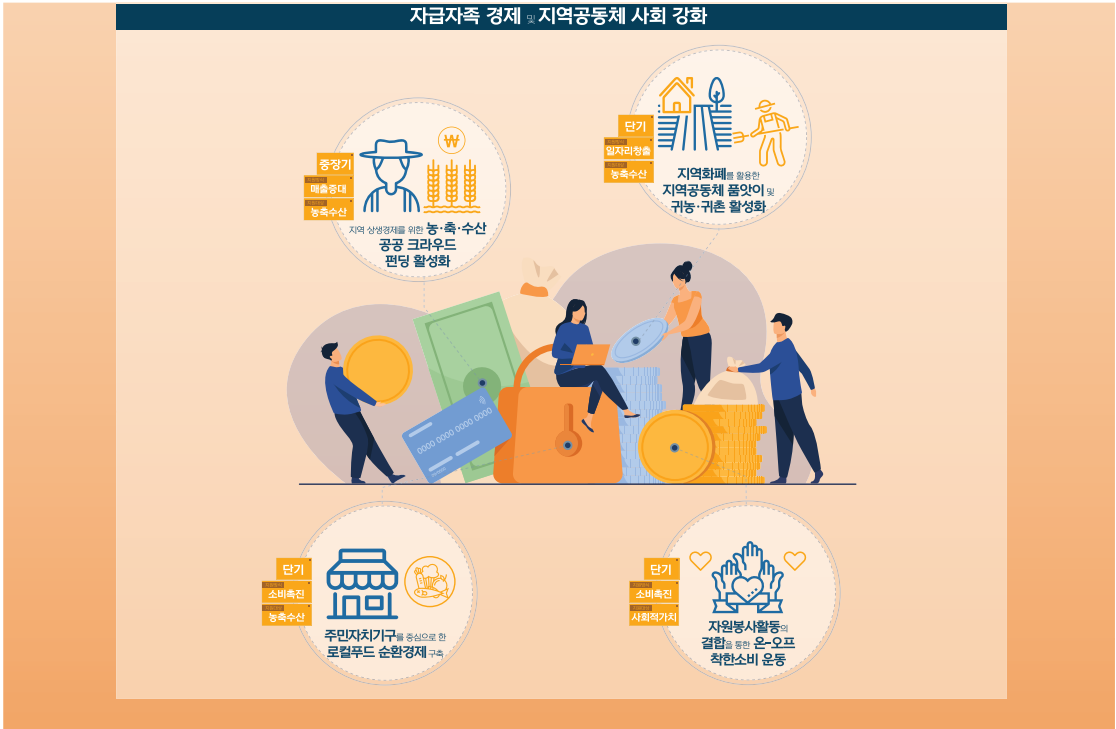 자급자족 경제 및 지역공동체 사회 강화
중장기
매출증대
농축수산
지역 상생경제를 위한 농·축·수산
공공 크라우드
펀딩 활성화
단기
일자리창출
농축수산
지역화폐를 활용한
지역공동체 품앗이 및
귀농·귀촌 활성화
₩
0000 0000 0000 0000
단기
소비촉진
농축수산
주민자치기구를 중심으로 한
로컬푸드 순환경제 구축
단기
소비촉진
사회적가치
자원봉사활동의
결합을 통한 온-오프
착한소비 운동